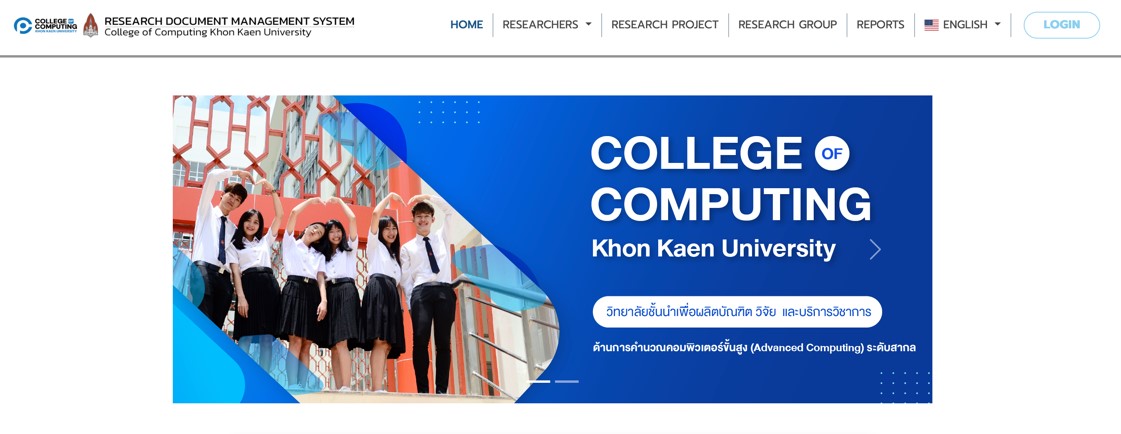 COLLEGE OF
COMPUTING
KHON KAEN UNIVERSITY
RESEARCH DOCUMENT MANAGEMENT SYSTEM
College of Computing Khon Kaen University
HOME
RESEARCHERS
RESEARCH PROJECT
RESEARCH GROUP
REPORTS
ENGLISH
LOGIN
COLLEGE OF
COMPUTING
Khon Kaen University
วิทยาลัยชั้นนำเพื่อผลิตบัณฑิต วิจัย และบริการวิชาการ
ด้านการคำนวณคอมพิวเตอร์ขั้นสูง (Advanced Computing) ระดับสากล